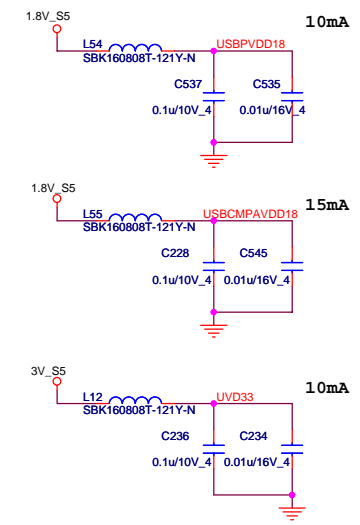 1.8V_S5
10mA
L54
USBPVDD18
SBK160808T-121Y-N
C537
C535
0.1u/10V_4
0.01u/16V_4
1.8V_S5
15mA
L55
USBCMPAVDD18
SBK160808T-121Y-N
C228
C545
0.1u/10V_4
0.01u/16V_4
3V_S5
10mA
L12
UVD33
SBK160808T-121Y-N
C236
C234
0.1u/10V_4
0.01u/16V_4